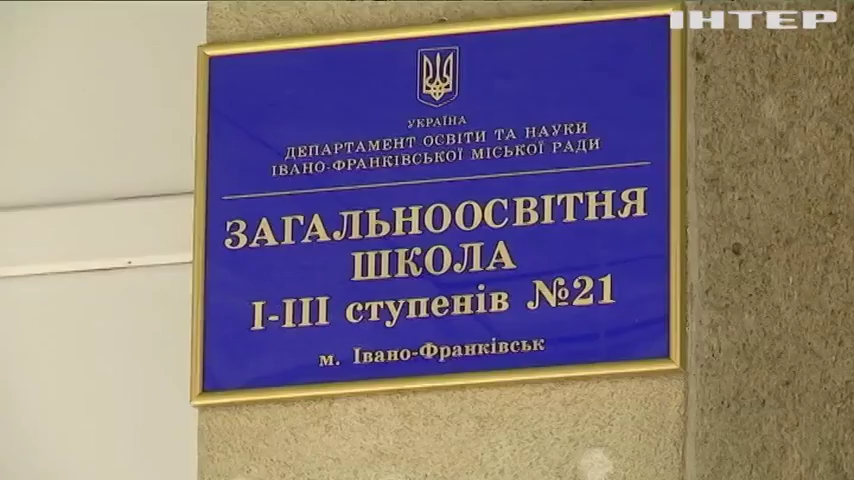 ІНТЕР
УКРАЇНА
ДЕПАРТАМЕНТ ОСВІТИ ТА НАУКИ
ІВАНО-ФРАНКІВСЬКОЇ МІСЬКОЇ РАДИ
ЗАГАЛЬНООСВІТНЯ
ШКОЛА
І-ІІІ ступенів №21
м. Івано-Франківськ